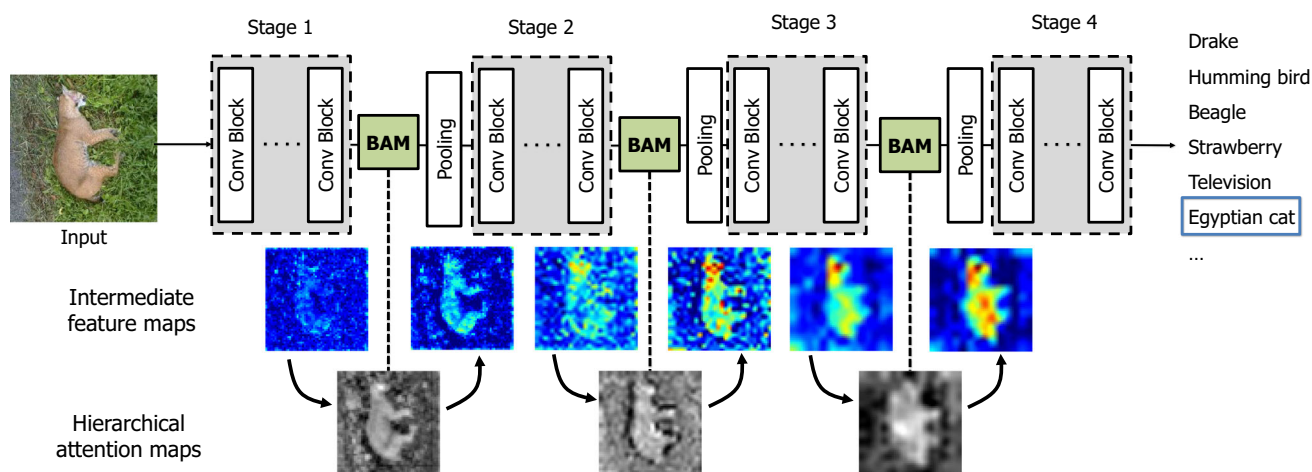 Stage 1
Stage 2
Stage 3
Stage 4
Input
Conv Block
....
Conv Block
BAM
Pooling
Conv Block
....
Conv Block
BAM
Pooling
Conv Block
....
Conv Block
BAM
Pooling
Conv Block
....
Conv Block
Drake
Humming bird
Beagle
Strawberry
Television
Egyptian cat
...
Intermediate
feature maps
Hierarchical
attention maps